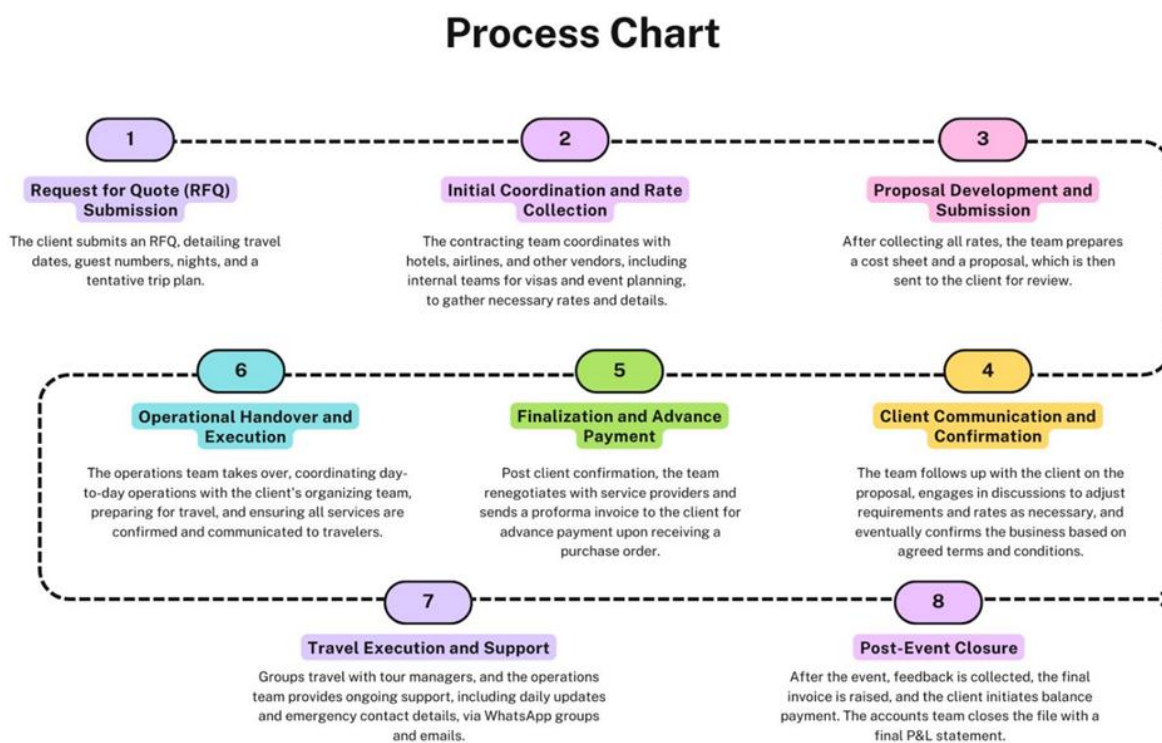 Process Chart
1
Request for Quote (RFQ)
Submission
The client submits an RFQ, detailing travel
dates, guest numbers, nights, and a
tentative trip plan.
2
Initial Coordination and Rate
Collection
The contracting team coordinates with
hotels, airlines, and other vendors, including
internal teams for visas and event planning,
to gather necessary rates and details.
3
Proposal Development and
Submission
After collecting all rates, the team prepares
a cost sheet and a proposal, which is then
sent to the client for review.
4
Client Communication and
Confirmation
The team follows up with the client on the
proposal, engages in discussions to adjust
requirements and rates as necessary, and
eventually confirms the business based on
agreed terms and conditions.
5
Finalization and Advance
Payment
Post client confirmation, the team
renegotiates with service providers and
sends a proforma invoice to the client for
advance payment upon receiving a
purchase order.
6
Operational Handover and
Execution
The operations team takes over, coordinating day-
to-day operations with the client's organizing team,
preparing for travel, and ensuring all services are
confirmed and communicated to travelers.
7
Travel Execution and Support
Groups travel with tour managers, and the operations
team provides ongoing support, including daily updates
and emergency contact details, via WhatsApp groups
and emails.
8
Post-Event Closure
After the event, feedback is collected, the final
invoice is raised, and the client initiates balance
payment. The accounts team closes the file with a
final P&L statement.